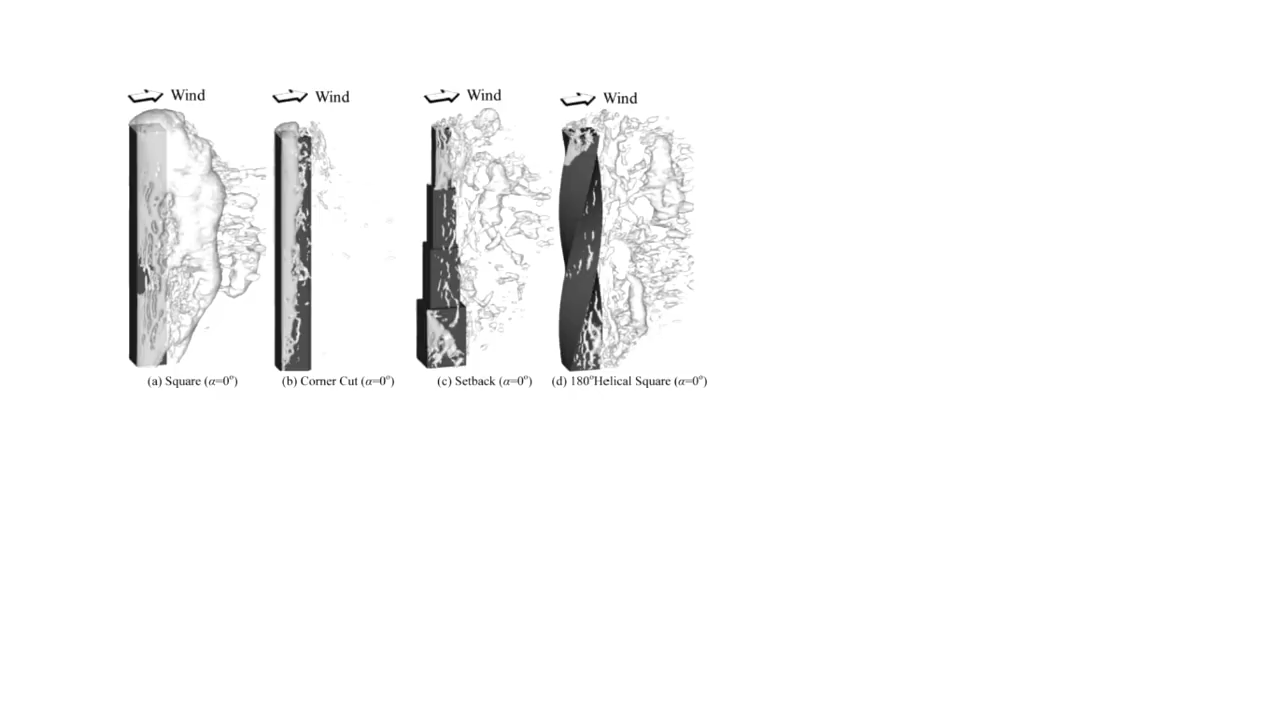 Wind
Wind
Wind
Wind
(a) Square (α=0°)
(b) Corner Cut (α=0°)
(c) Setback (α=0°)
(d) 180°Helical Square (α=0°)